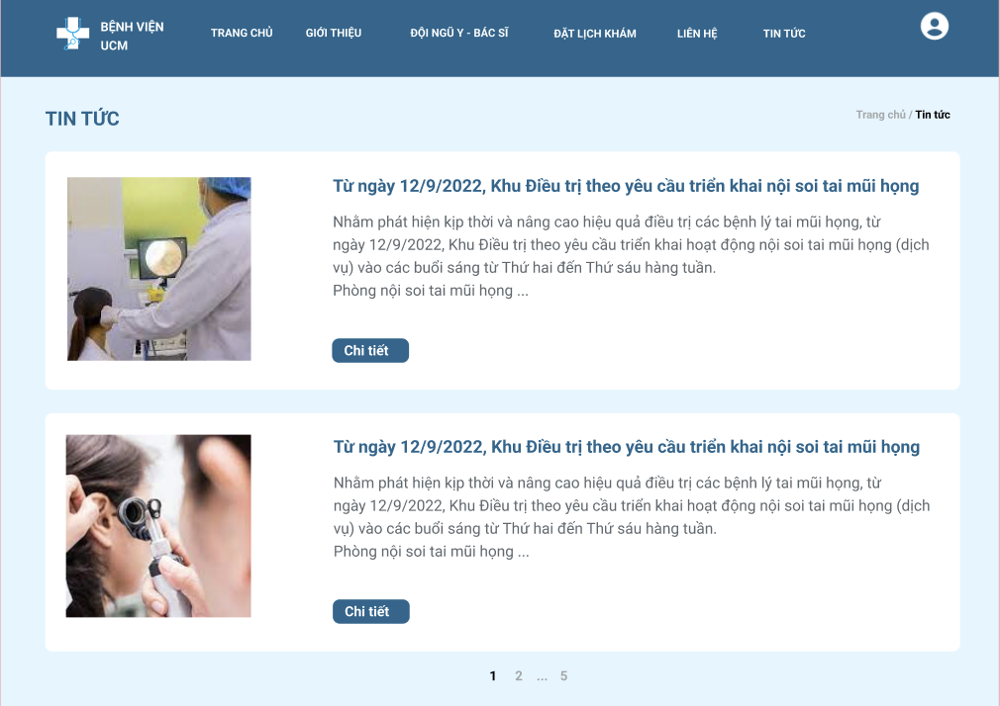 BỆNH VIỆN
UCM
TRANG CHỦ
GIỚI THIỆU
ĐỘI NGŨ Y - BÁC SĨ
ĐẶT LỊCH KHÁM
LIÊN HỆ
TIN TỨC
TIN TỨC
Trang chủ / Tin tức
Từ ngày 12/9/2022, Khu Điều trị theo yêu cầu triển khai nội soi tai mũi họng
Nhằm phát hiện kịp thời và nâng cao hiệu quả điều trị các bệnh lý tai mũi họng, từ
ngày 12/9/2022, Khu Điều trị theo yêu cầu triển khai hoạt động nội soi tai mũi họng (dịch
vụ) vào các buổi sáng từ Thứ hai đến Thứ sáu hàng tuần.
Phòng nội soi tai mũi họng ...
Chi tiết
Từ ngày 12/9/2022, Khu Điều trị theo yêu cầu triển khai nội soi tai mũi họng
Nhằm phát hiện kịp thời và nâng cao hiệu quả điều trị các bệnh lý tai mũi họng, từ
ngày 12/9/2022, Khu Điều trị theo yêu cầu triển khai hoạt động nội soi tai mũi họng (dịch
vụ) vào các buổi sáng từ Thứ hai đến Thứ sáu hàng tuần.
Phòng nội soi tai mũi họng ...
Chi tiết
1 2 ... 5